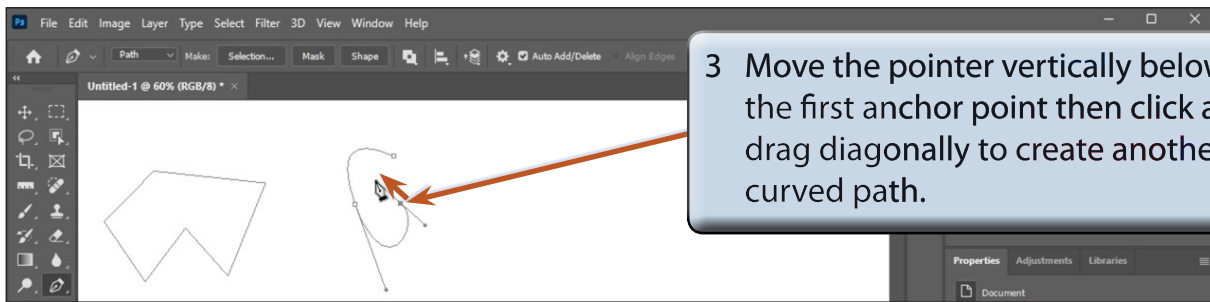 Ps File Edit Image Layer Type Select Filter 3D View Window Help
Path Make: Selection... Mask Shape Auto Add/Delete Align Edges
Untitled-1 @ 60% (RGB/8) * ×
3 Move the pointer vertically below
the first anchor point then click a
drag diagonally to create anothe
curved path.
Properties Adjustments Libraries
Document